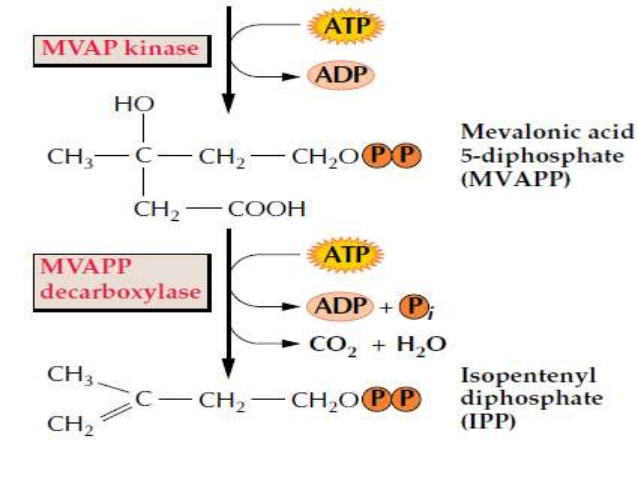 ATP
MVAP kinase
ADP
HO
CH₃—C—CH₂—CH₂O(P)(P)
CH₂—COOH
Mevalonic acid
5-diphosphate
(MVAPP)
ATP
MVAPP
decarboxylase
ADP + Pᵢ
CO₂ + H₂O
CH₃
C—CH₂—CH₂O(P)(P)
CH₂
Isopentenyl
diphosphate
(IPP)